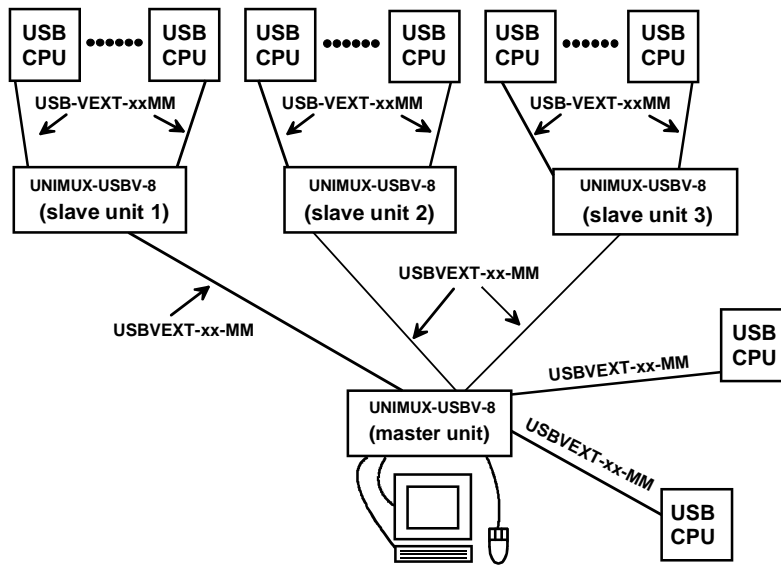 USB
CPU
USB
CPU
USB
CPU
USB
CPU
USB
CPU
USB
CPU
USB-VEXT-xxMM
USB-VEXT-xxMM
USB-VEXT-xxMM
UNIMUX-USBV-8
(slave unit 1)
UNIMUX-USBV-8
(slave unit 2)
UNIMUX-USBV-8
(slave unit 3)
USBVEXT-xx-MM
USBVEXT-xx-MM
USB
CPU
USBVEXT-xx-MM
UNIMUX-USBV-8
(master unit)
USBVEXT-xx-MM
USB
CPU